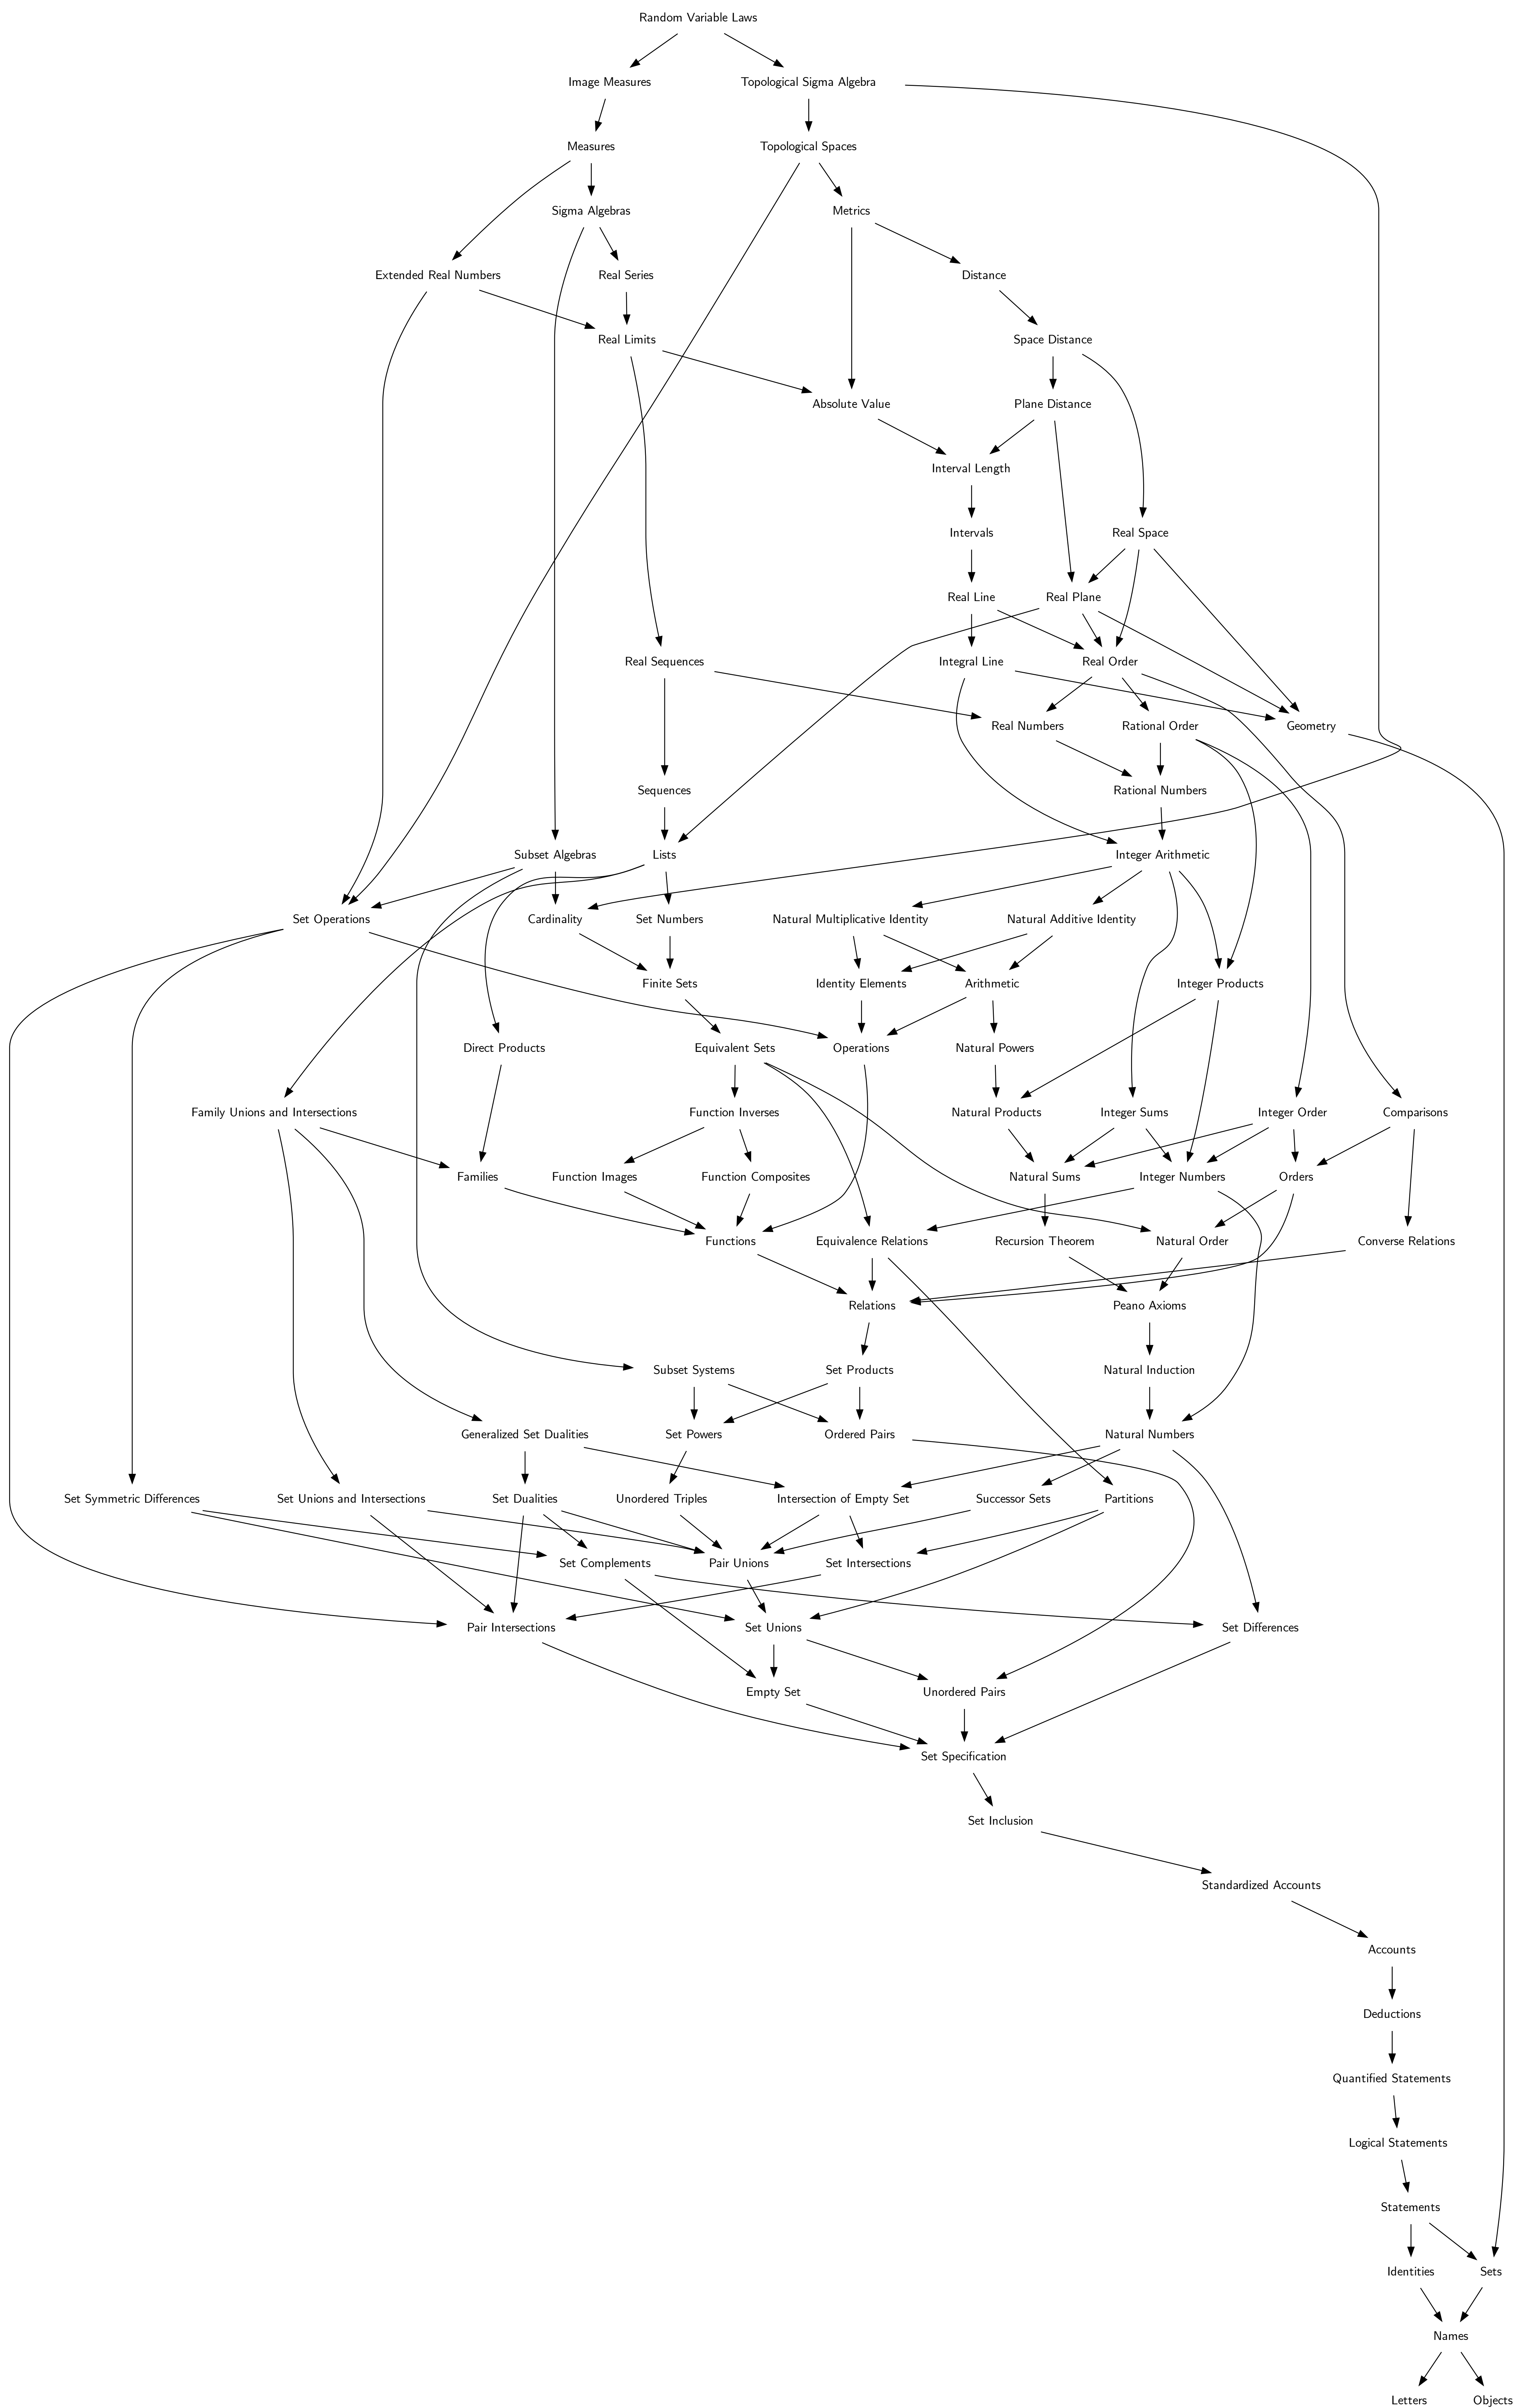 Random Variable Laws
Image Measures
Topological Sigma Algebra
Measures
Topological Spaces
Sigma Algebras
Metrics
Extended Real Numbers
Real Series
Distance
Real Limits
Space Distance
Absolute Value
Plane Distance
Interval Length
Intervals
Real Space
Real Line
Real Plane
Real Sequences
Integral Line
Real Order
Real Numbers
Rational Order
Geometry
Sequences
Rational Numbers
Subset Algebras
Lists
Integer Arithmetic
Set Operations
Cardinality
Set Numbers
Natural Multiplicative Identity
Natural Additive Identity
Finite Sets
Identity Elements
Arithmetic
Integer Products
Direct Products
Equivalent Sets
Operations
Natural Powers
Family Unions and Intersections
Function Inverses
Natural Products
Integer Sums
Integer Order
Comparisons
Families
Function Images
Function Composites
Natural Sums
Integer Numbers
Orders
Functions
Equivalence Relations
Recursion Theorem
Natural Order
Converse Relations
Relations
Peano Axioms
Subset Systems
Set Products
Natural Induction
Generalized Set Dualities
Set Powers
Ordered Pairs
Natural Numbers
Set Symmetric Differences
Set Unions and Intersections
Set Dualities
Unordered Triples
Intersection of Empty Set
Successor Sets
Partitions
Set Complements
Pair Unions
Set Intersections
Pair Intersections
Set Unions
Set Differences
Empty Set
Unordered Pairs
Set Specification
Set Inclusion
Standardized Accounts
Accounts
Deductions
Quantified Statements
Logical Statements
Statements
Identities
Sets
Names
Letters
Objects